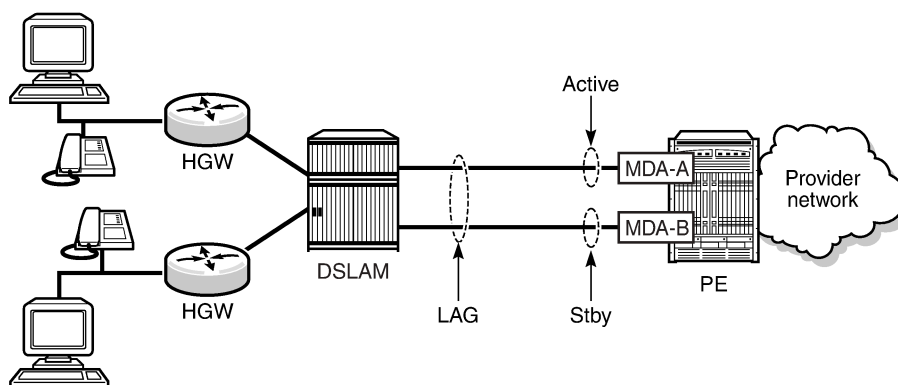 Active
HGW
MDA-A
Provider
network
MDA-B
DSLAM
HGW
PE
LAG
Stby